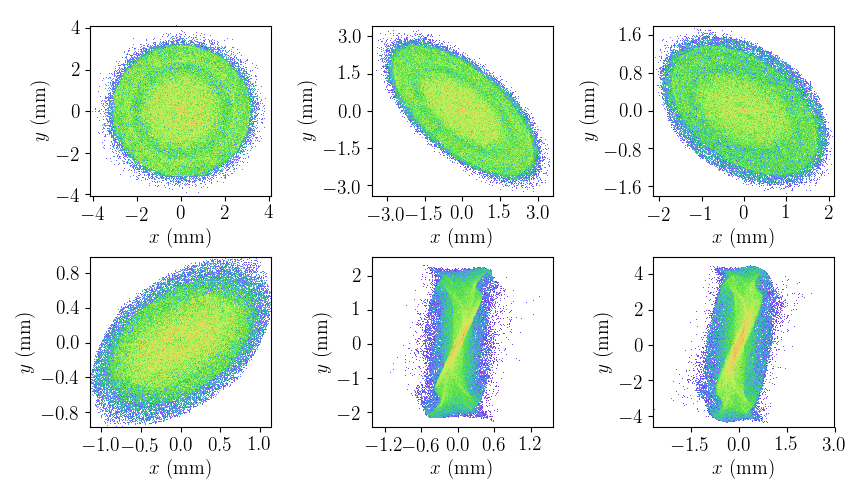 4
2
0
−2
−4
y (mm)
−4 −2 0 2 4
x (mm)
3.0
1.5
0.0
−1.5
−3.0
y (mm)
−3.0 −1.5 0.0 1.5 3.0
x (mm)
1.6
0.8
0.0
−0.8
−1.6
y (mm)
−2 −1 0 1 2
x (mm)
0.8
0.4
0.0
−0.4
−0.8
y (mm)
−1.0 −0.5 0.0 0.5 1.0
x (mm)
2
1
0
−1
−2
y (mm)
−1.2 −0.6 0.0 0.6 1.2
x (mm)
4
2
0
−2
−4
y (mm)
−1.5 0.0 1.5 3.0
x (mm)